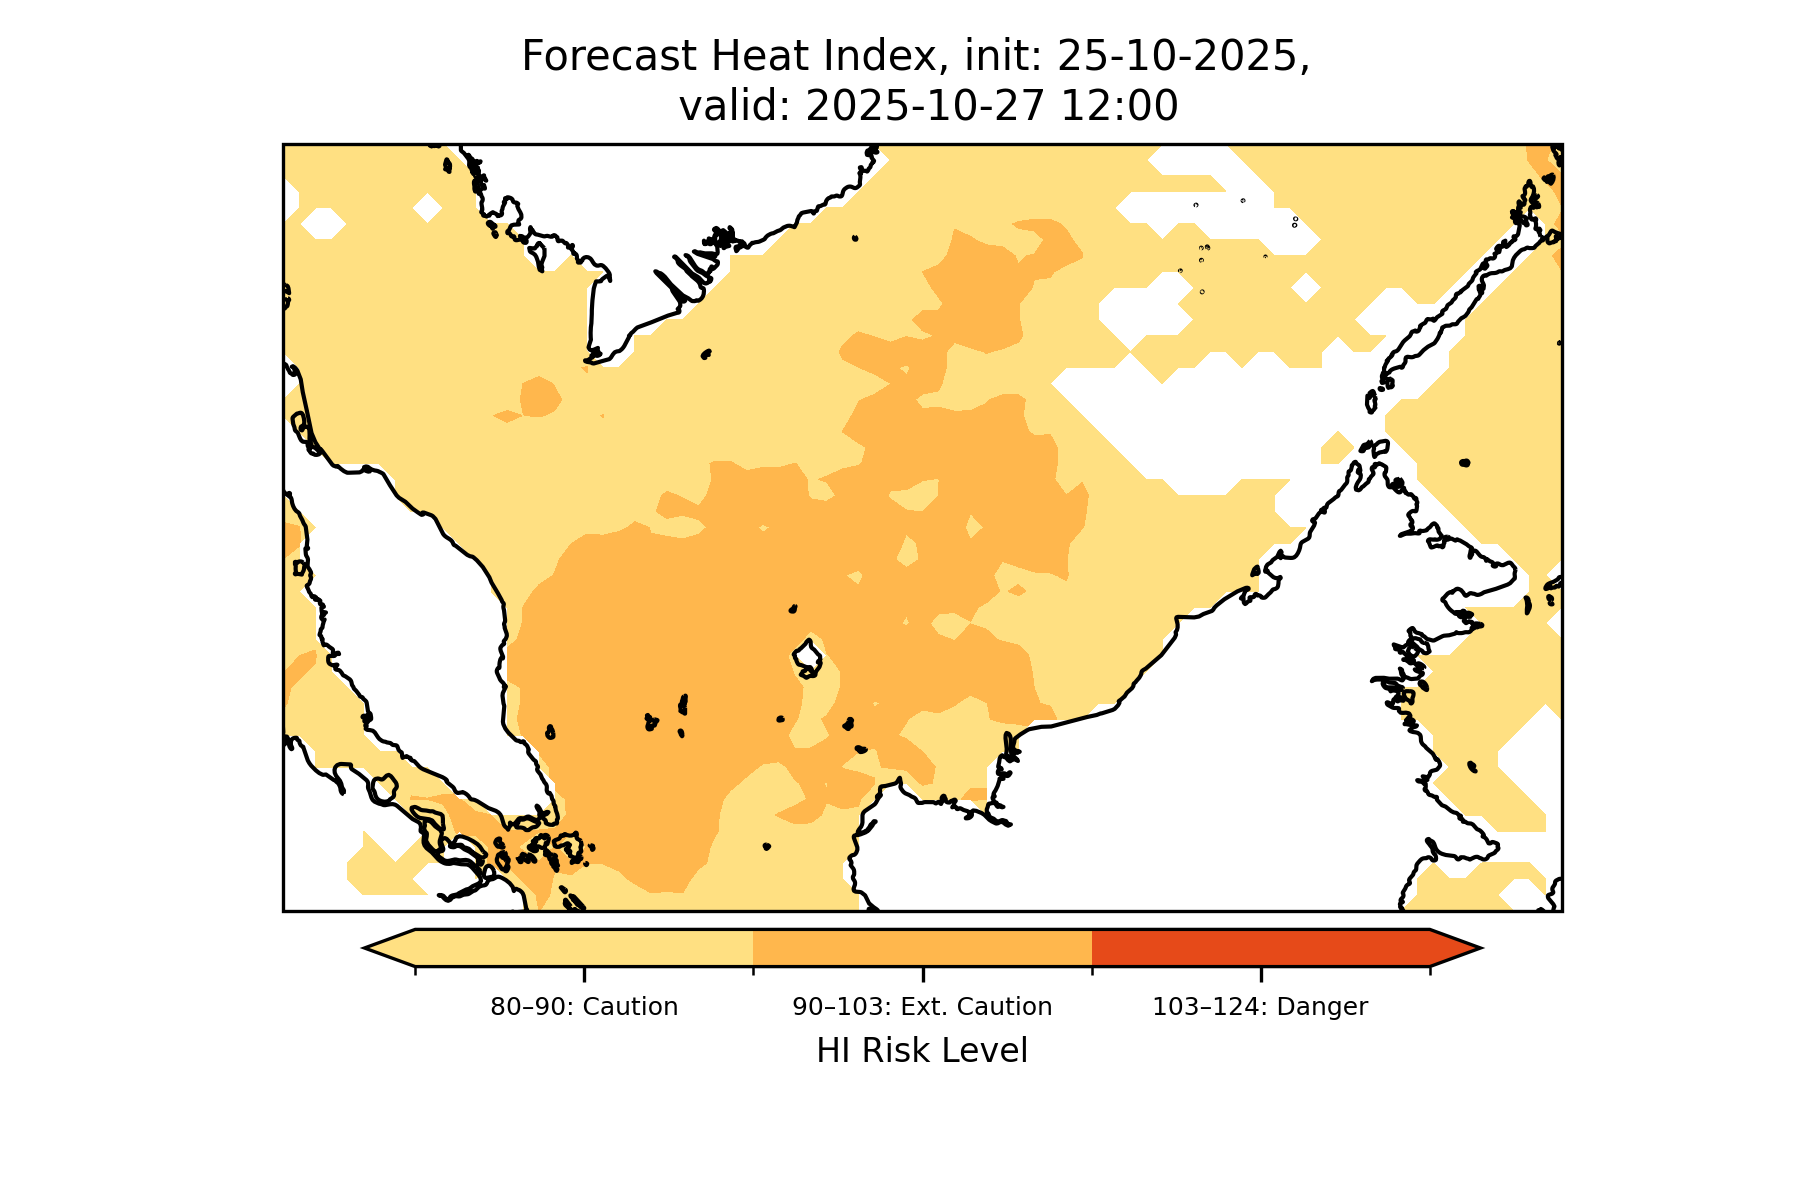 Forecast Heat Index, init: 25-10-2025,
valid: 2025-10-27 12:00
80–90: Caution
90–103: Ext. Caution
103–124: Danger
HI Risk Level